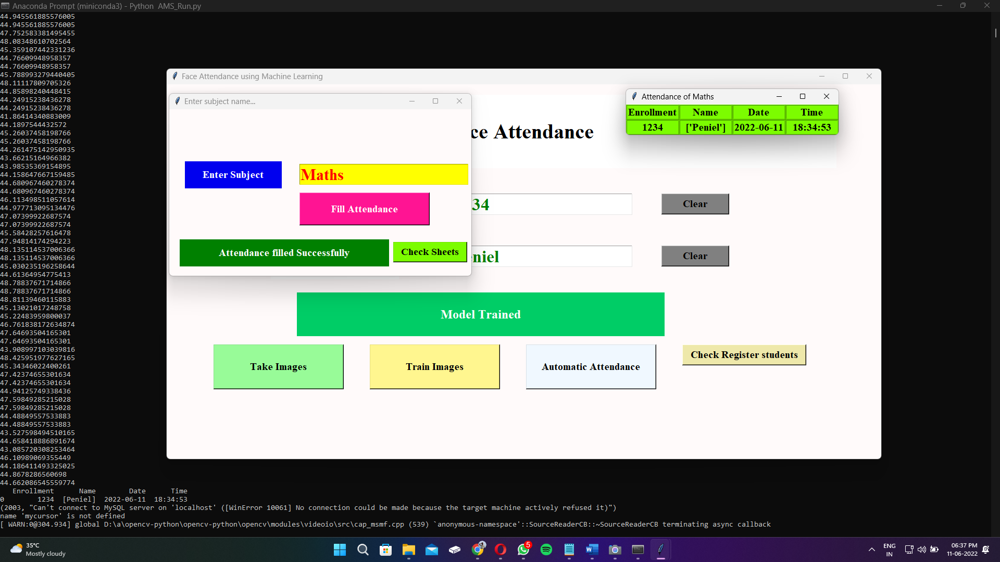 Anaconda Prompt (miniconda3) - Python  AMS_Run.py
44.945561885576005
44.945561885576005
47.752583381495455
48.08348610702564
45.359107442331236
44.76609948958357
44.76609948958357
45.788993279440405
48.11117809705326
44.85898240448415
44.24915238436278
44.24915238436278
41.86414340883009
44.1897544432572
45.26037458198766
45.26037458198766
44.261475142950935
43.66215164966382
43.98535369154895
44.158647667159485
44.680967460278374
44.680967460278374
46.113498511057614
44.977713095134476
47.07399922687574
47.07399922687574
45.58428257616478
47.94814174294223
48.135114537006366
48.135114537006366
45.030235196258644
44.61364954775413
48.78837671714866
48.78837671714866
48.81139460115883
45.13021017248758
45.22483959800037
46.761838172634874
47.64693504165301
47.64693504165301
43.908997103039816
48.425951977627165
45.34346022400261
47.42374655301634
47.42374655301634
44.94125749338436
47.59849285215028
47.59849285215028
44.48849557533883
44.48849557533883
43.527598494510165
44.658418886891674
43.085720308253464
46.10989069355449
44.186411493325025
44.8678286560698
44.662086545559774
Enrollment Name Date Time
0 1234 [Peniel] 2022-06-11 18:34:53
(2003, "Can't connect to MySQL server on 'localhost' ([WinError 10061] No connection could be made because the target machine actively refused it)")
name 'mycursor' is not defined
[ WARN:0@304.934] global D:\a\opencv-python\opencv-python\opencv\modules\videoio\src\cap_msmf.cpp (539) `anonymous-namespace'::SourceReaderCB::~SourceReaderCB terminating async callback
Face Attendance using Machine Learning
Enter subject name...
Enter Subject
Maths
Fill Attendance
Attendance filled Successfully
Check Sheets
ce Attendance
Attendance of Maths
Enrollment Name Date Time
1234 ['Peniel'] 2022-06-11 18:34:53
34
Clear
niel
Clear
Model Trained
Take Images
Train Images
Automatic Attendance
Check Register students
35°C
Mostly cloudy
5
ENG
IN
06:37 PM
11-06-2022